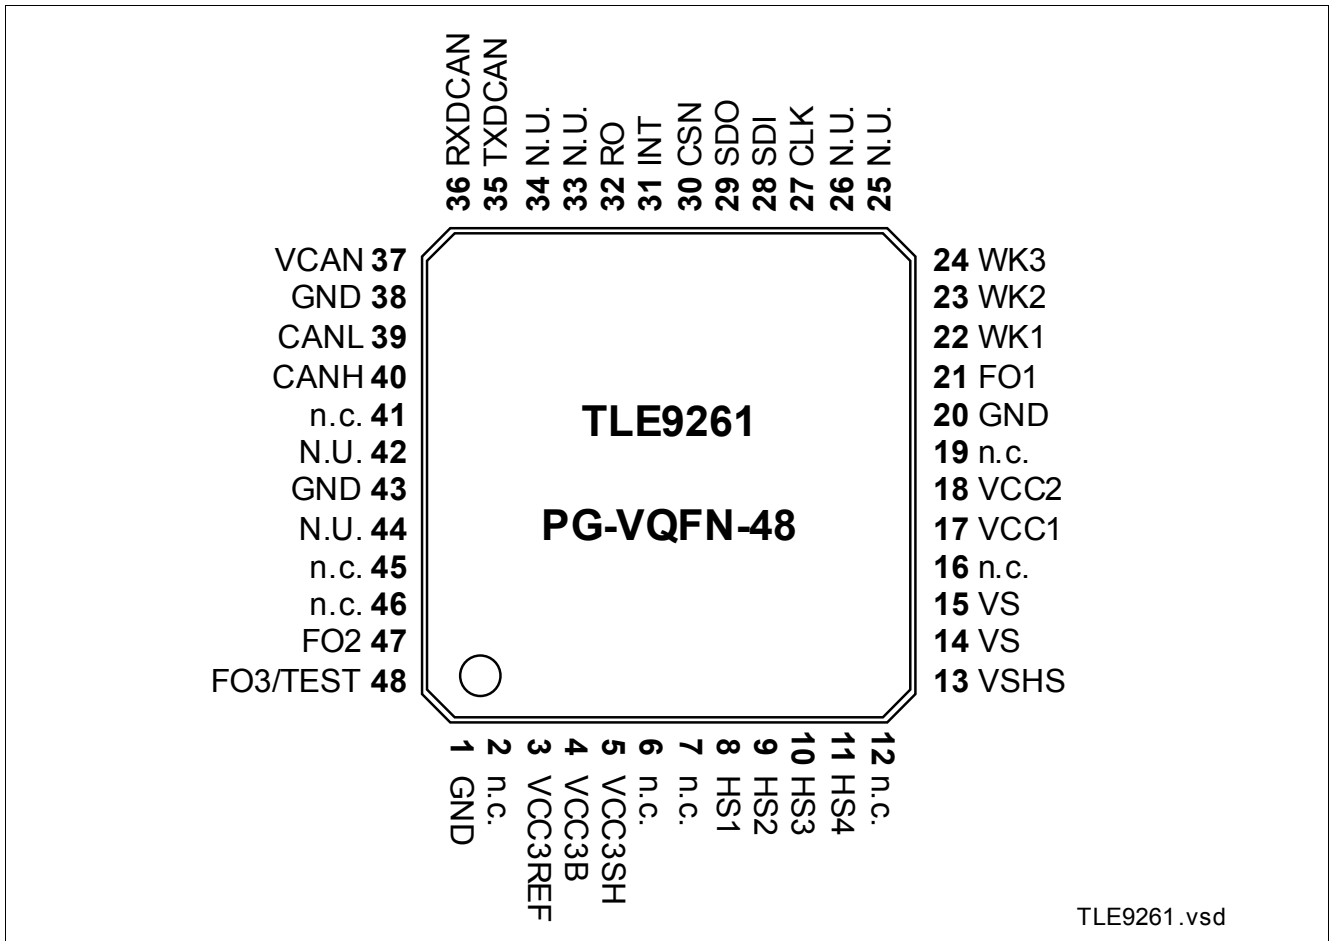 36 RXDCAN
35 TXDCAN
34 N.U.
33 N.U.
32 RO
31 INT
30 CSN
29 SDO
28 SDI
27 CLK
26 N.U.
25 N.U.
VCAN 37
GND 38
CANL 39
CANH 40
n.c. 41
N.U. 42
GND 43
N.U. 44
n.c. 45
n.c. 46
FO2 47
FO3/TEST 48
TLE9261
PG-VQFN-48
24 WK3
23 WK2
22 WK1
21 FO1
20 GND
19 n.c.
18 VCC2
17 VCC1
16 n.c.
15 VS
14 VS
13 VSHS
1 GND
2 n.c.
3 VCC3REF
4 VCC3B
5 VCC3SH
6 n.c.
7 n.c.
8 HS1
9 HS2
10 HS3
11 HS4
12 n.c.
TLE9261.vsd